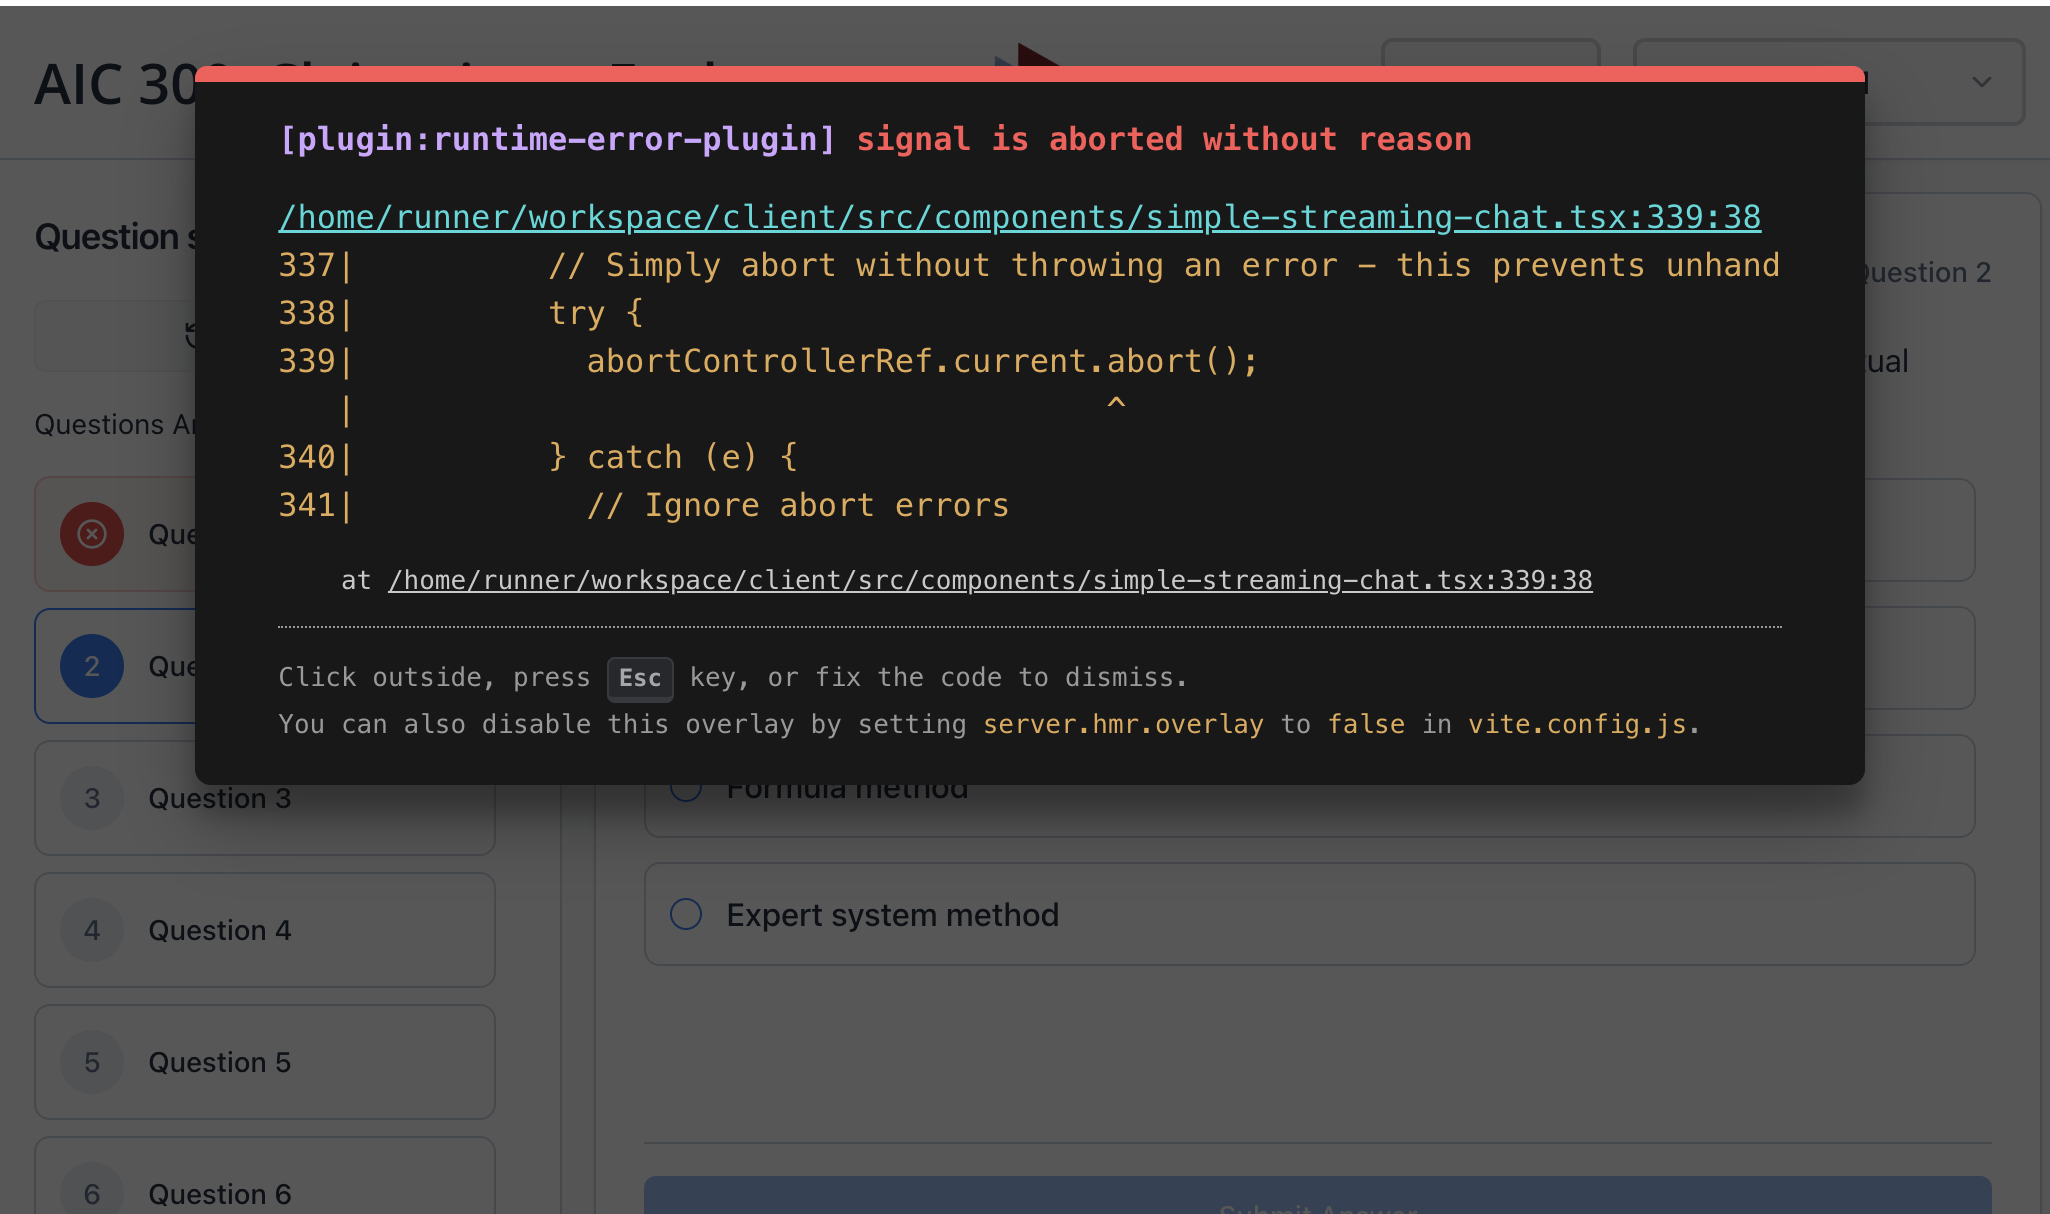 AIC 30
[plugin:runtime-error-plugin] signal is aborted without reason
/home/runner/workspace/client/src/components/simple-streaming-chat.tsx:339:38
337|          // Simply abort without throwing an error - this prevents unhand
338|          try {
339|            abortControllerRef.current.abort();
   |                                       ^
340|          } catch (e) {
341|            // Ignore abort errors
at /home/runner/workspace/client/src/components/simple-streaming-chat.tsx:339:38
Click outside, press Esc key, or fix the code to dismiss.
You can also disable this overlay by setting server.hmr.overlay to false in vite.config.js.
Question
Question 2
Questions
2
3 Question 3
4 Question 4
5 Question 5
6 Question 6
Formula method
Expert system method
Submit Answer